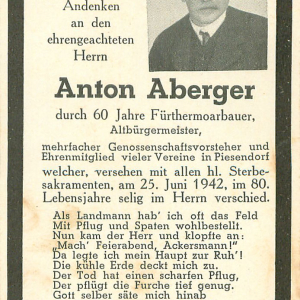 Andenken
an den
ehrengeachteten
Herrn
Anton Aberger
durch 60 Jahre Fürthermoarbauer,
Altbürgermeister,
mehrfacher Genossenschaftsvorsteher und
Ehrenmitglied vieler Vereine in Piesendorf
welcher, versehen mit allen hl. Sterbe-
sakramenten, am 25. Juni 1942, im 80.
Lebensjahre selig im Herrn verschied.
Als Landmann hab' ich oft das Feld
Mit Pflug und Spaten wohlbestellt.
Nun kam der Herr und klopfte an:
„Mach' Feierabend, Ackersmann!"
Da legte ich mein Haupt zur Ruh'!
Die kühle Erde deckt mich zu.
Der Tod hat einen scharfen Pflug,
Der pflügt die Furche tief genug.
Gott selber säte mich hinab